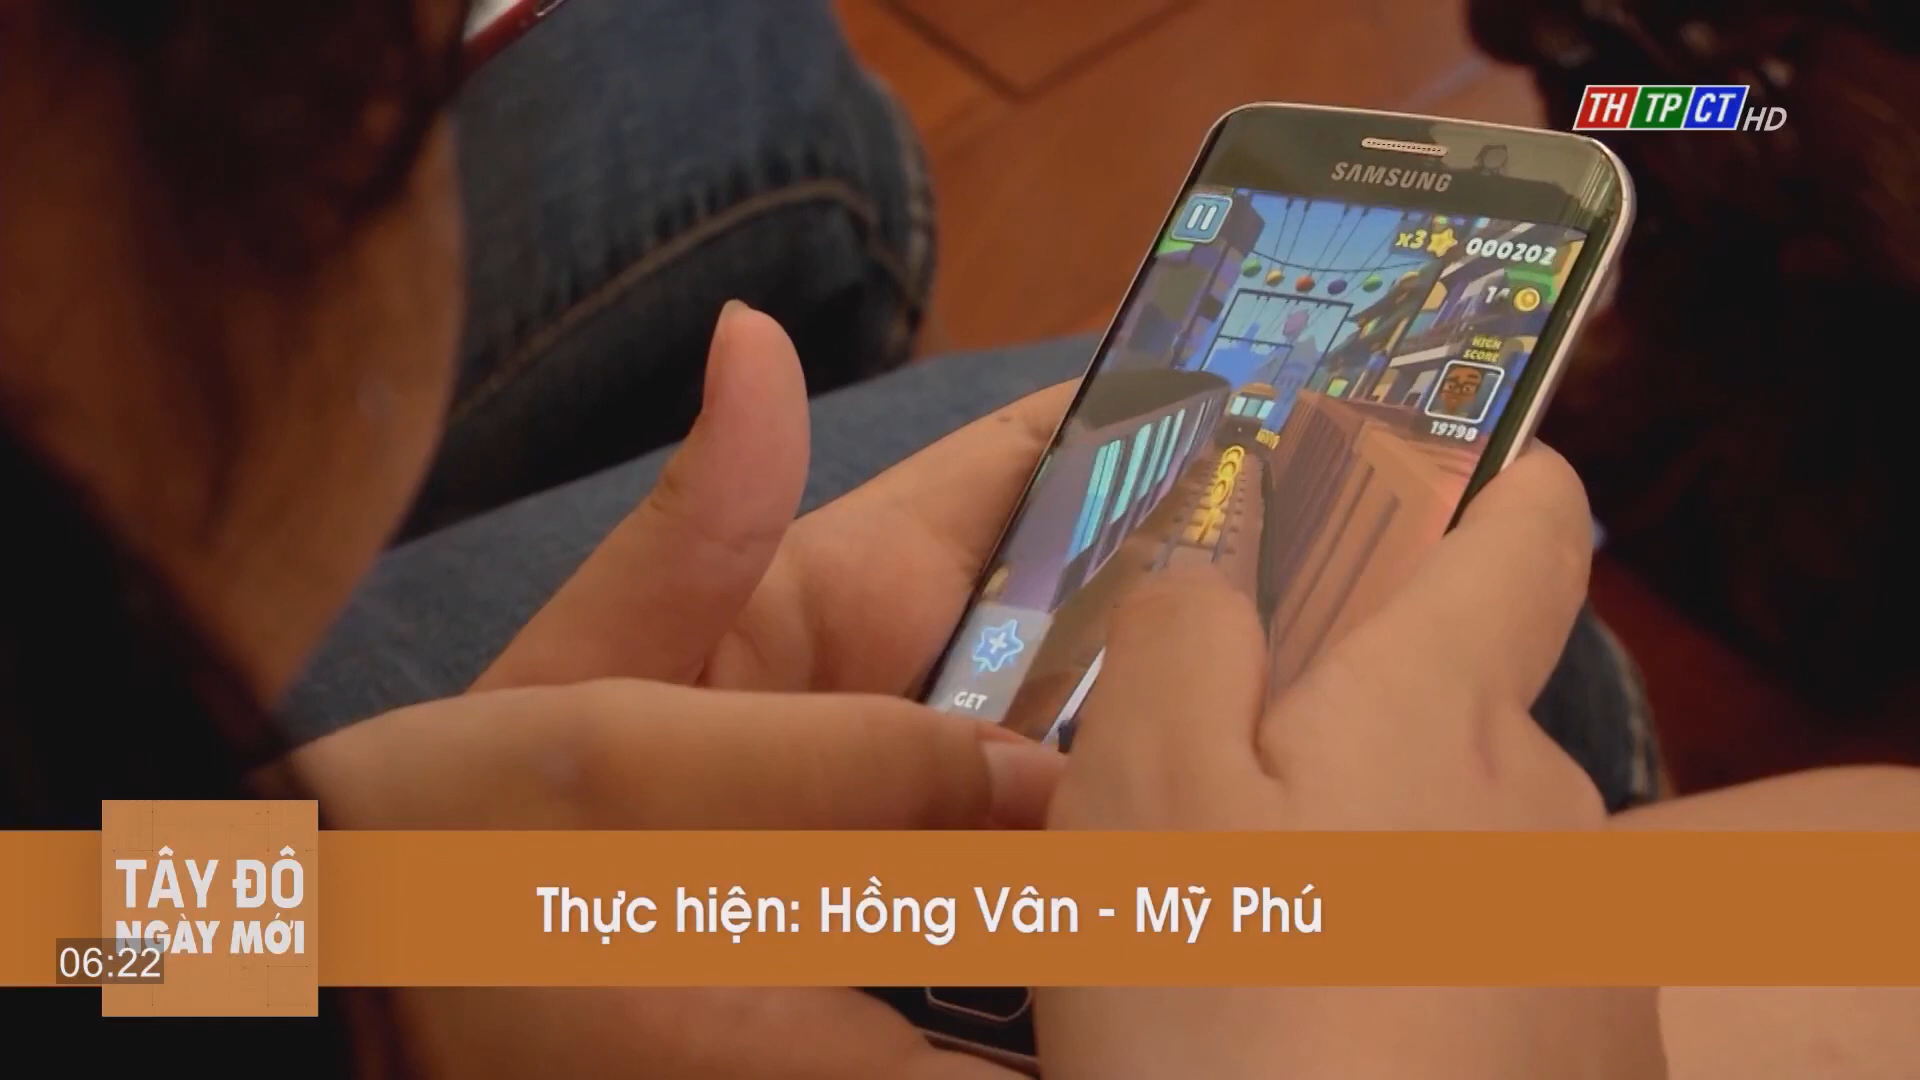 THTPCT HD
SAMSUNG
x3 000202
HIGH
SCORE
19798
GET
TÂY ĐÔ
NGÀY MỚI
Thực hiện: Hồng Vân - Mỹ Phú
06:22